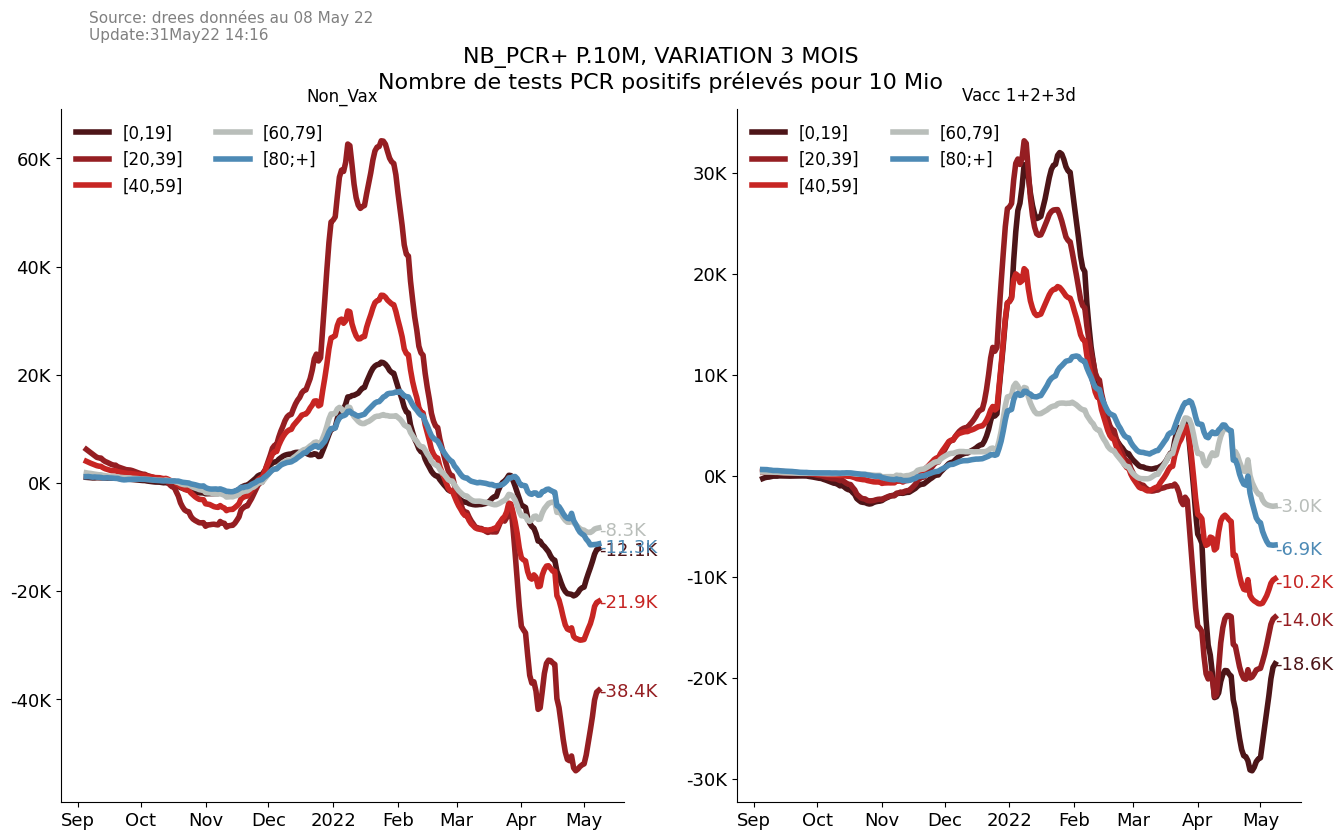 Source: drees données au 08 May 22
Update:31May22 14:16
NB_PCR+ P.10M, VARIATION 3 MOIS
Nombre de tests PCR positifs prélevés pour 10 Mio
Non_Vax
[0,19]
[20,39]
[40,59]
[60,79]
[80;+]
60K
40K
20K
0K
-20K
-40K
-8.3K
-11.3K
-12.1K
-21.9K
-38.4K
Sep Oct Nov Dec 2022 Feb Mar Apr May
Vacc 1+2+3d
[0,19]
[20,39]
[40,59]
[60,79]
[80;+]
30K
20K
10K
0K
-10K
-20K
-30K
-3.0K
-6.9K
-10.2K
-14.0K
-18.6K
Sep Oct Nov Dec 2022 Feb Mar Apr May